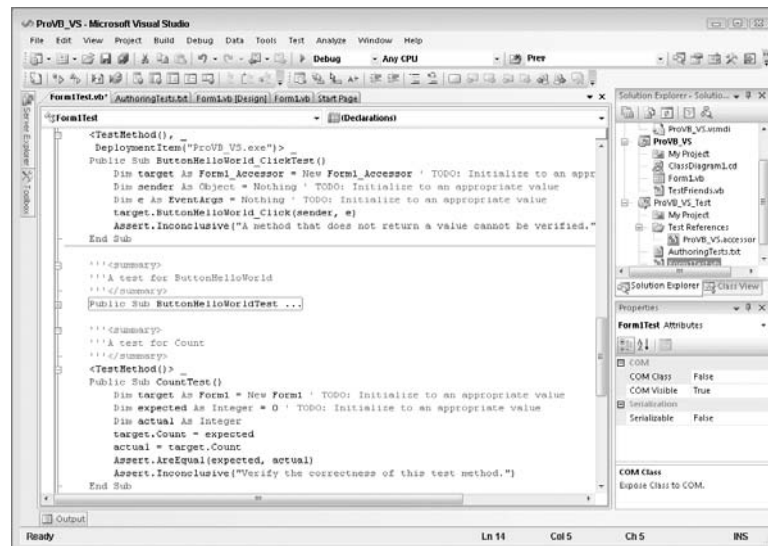 ProVB_VS - Microsoft Visual Studio
File Edit View Project Build Debug Data Tools Test Analyze Window Help
Debug Any CPU Prer
Form1Test.vb* AuthoringTests.txt Form1.vb [Design] Form1.vb Start Page
Form1Test (Declarations)
<TestMethod(), _
DeploymentItem("ProVB_VS.exe")> _
Public Sub ButtonHelloWorld_ClickTest()
Dim target As Form1_Accessor = New Form1_Accessor ' TODO: Initialize to an appr
Dim sender As Object = Nothing ' TODO: Initialize to an appropriate value
Dim e As EventArgs = Nothing ' TODO: Initialize to an appropriate value
target.ButtonHelloWorld_Click(sender, e)
Assert.Inconclusive("A method that does not return a value cannot be verified."
End Sub
'''<summary>
'''A test for ButtonHelloWorld
'''</summary>
Public Sub ButtonHelloWorldTest ...
'''<summary>
'''A test for Count
'''</summary>
<TestMethod()> _
Public Sub CountTest()
Dim target As Form1 = New Form1 ' TODO: Initialize to an appropriate value
Dim expected As Integer = 0 ' TODO: Initialize to an appropriate value
Dim actual As Integer
target.Count = expected
actual = target.Count
Assert.AreEqual(expected, actual)
Assert.Inconclusive("Verify the correctness of this test method.")
End Sub
Server Explorer
Toolbox
Solution Explorer - Solutio...
ProVB_VS.vsmdi
ProVB_VS
My Project
ClassDiagram1.cd
Form1.vb
TestFriends.vb
ProVB_VS_Test
My Project
Test References
ProVB_VS.accessor
AuthoringTests.txt
Form1Test.vb
Solution Explorer Class View
Properties
Form1Test Attributes
COM
COM Class False
COM Visible True
Serialization
Serializable False
COM Class
Expose Class to COM.
Output
Ready Ln 14 Col 5 Ch 5 INS